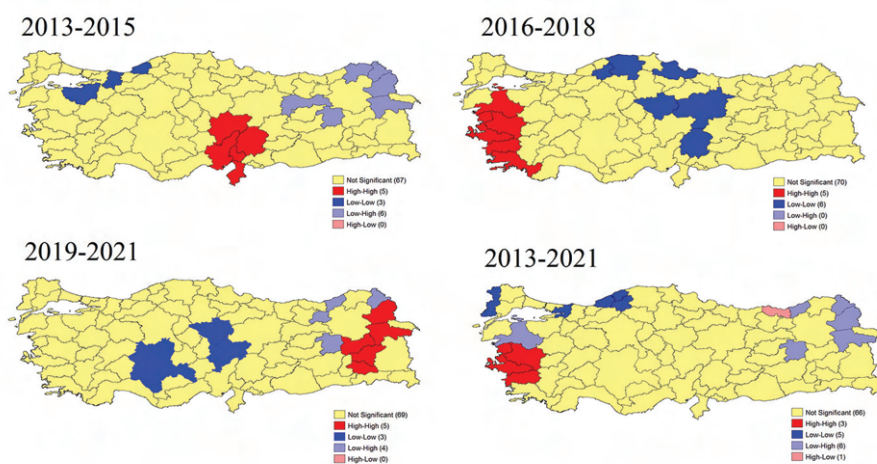 2013-2015
Not Significant (67)
High-High (5)
Low-Low (3)
Low-High (6)
High-Low (0)
2016-2018
Not Significant (70)
High-High (5)
Low-Low (6)
Low-High (0)
High-Low (0)
2019-2021
Not Significant (69)
High-High (5)
Low-Low (3)
Low-High (4)
High-Low (0)
2013-2021
Not Significant (66)
High-High (3)
Low-Low (5)
Low-High (6)
High-Low (1)